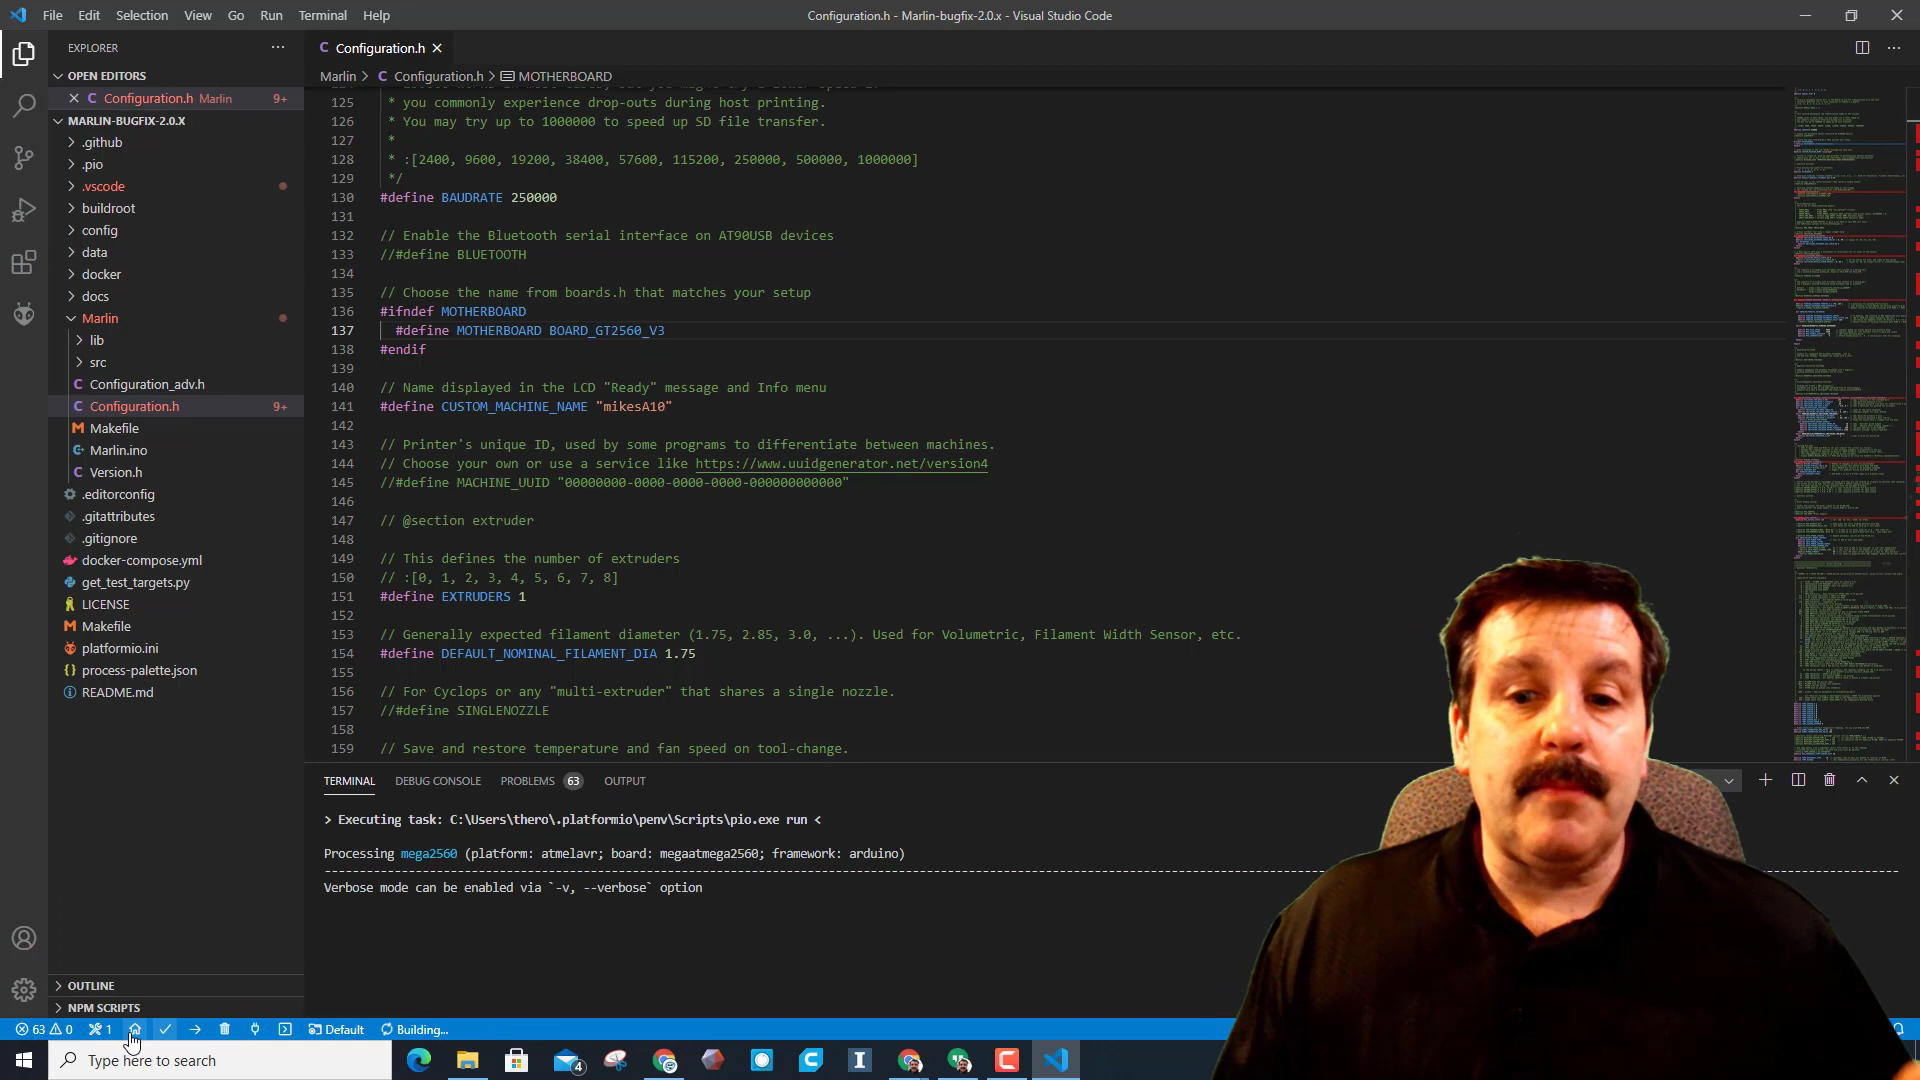 File Edit Selection View Go Run Terminal Help
Configuration.h - Marlin-bugfix-2.0.x - Visual Studio Code
EXPLORER
OPEN EDITORS
Configuration.h Marlin 9+
MARLIN-BUGFIX-2.0.X
.github
.pio
.vscode
buildroot
config
data
docker
docs
Marlin
lib
src
Configuration_adv.h
Configuration.h 9+
Makefile
Marlin.ino
Version.h
.editorconfig
.gitattributes
.gitignore
docker-compose.yml
get_test_targets.py
LICENSE
Makefile
platformio.ini
process-palette.json
README.md
OUTLINE
NPM SCRIPTS
Configuration.h
Marlin > Configuration.h > MOTHERBOARD
125 * you commonly experience drop-outs during host printing.
126 * You may try up to 1000000 to speed up SD file transfer.
127 *
128 * :[2400, 9600, 19200, 38400, 57600, 115200, 250000, 500000, 1000000]
129 */
130 #define BAUDRATE 250000
131
132 // Enable the Bluetooth serial interface on AT90USB devices
133 //#define BLUETOOTH
134
135 // Choose the name from boards.h that matches your setup
136 #ifndef MOTHERBOARD
137 #define MOTHERBOARD BOARD_GT2560_V3
138 #endif
139
140 // Name displayed in the LCD "Ready" message and Info menu
141 #define CUSTOM_MACHINE_NAME "mikesA10"
142
143 // Printer's unique ID, used by some programs to differentiate between machines.
144 // Choose your own or use a service like https://www.uuidgenerator.net/version4
145 //#define MACHINE_UUID "00000000-0000-0000-0000-000000000000"
146
147 // @section extruder
148
149 // This defines the number of extruders
150 // :[0, 1, 2, 3, 4, 5, 6, 7, 8]
151 #define EXTRUDERS 1
152
153 // Generally expected filament diameter (1.75, 2.85, 3.0, ...). Used for Volumetric, Filament Width Sensor, etc.
154 #define DEFAULT_NOMINAL_FILAMENT_DIA 1.75
155
156 // For Cyclops or any "multi-extruder" that shares a single nozzle.
157 //#define SINGLENOZZLE
158
159 // Save and restore temperature and fan speed on tool-change.
TERMINAL DEBUG CONSOLE PROBLEMS 63 OUTPUT
> Executing task: C:\Users\thero\.platformio\penv\Scripts\pio.exe run <
Processing mega2560 (platform: atmelavr; board: megaatmega2560; framework: arduino)
Verbose mode can be enabled via `-v, --verbose` option
63 0 1 Default Building...
Type here to search
4